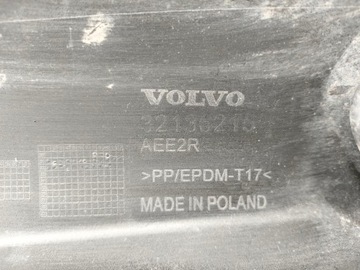 VOLVO
AEE2R
>PP/EPDM-T17<
MADE IN POLAND